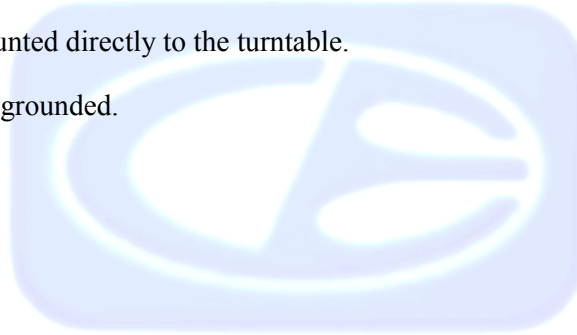 unted directly to the turntable.
grounded.